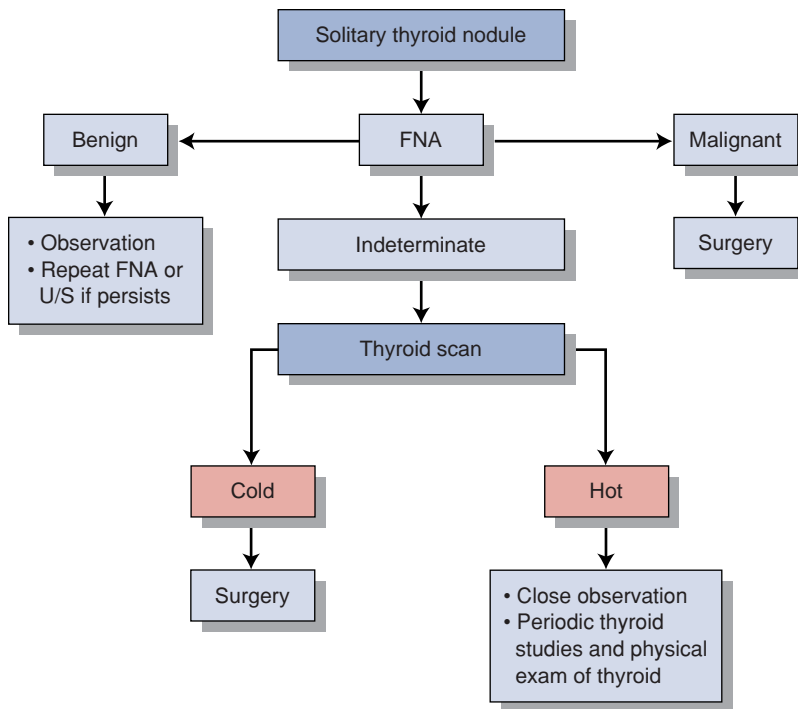 Solitary thyroid nodule
Benign
FNA
Malignant
• Observation
• Repeat FNA or
U/S if persists
Indeterminate
Surgery
Thyroid scan
Cold
Hot
Surgery
• Close observation
• Periodic thyroid
studies and physical
exam of thyroid